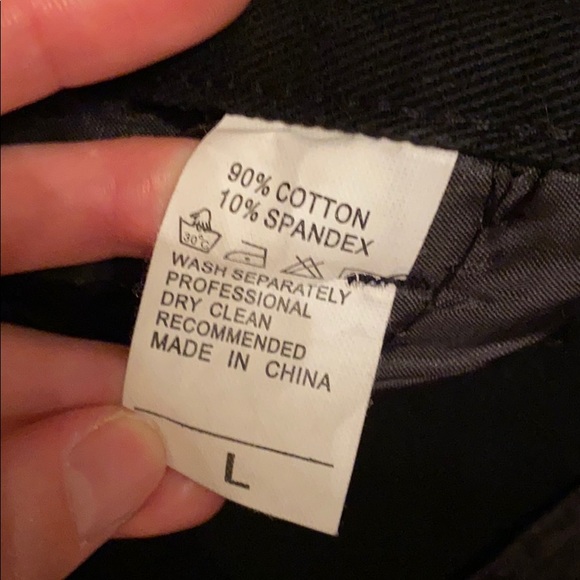 90% COTTON
10% SPANDEX
30°C
WASH SEPARATELY
PROFESSIONAL
DRY CLEAN
RECOMMENDED
MADE IN CHINA
L